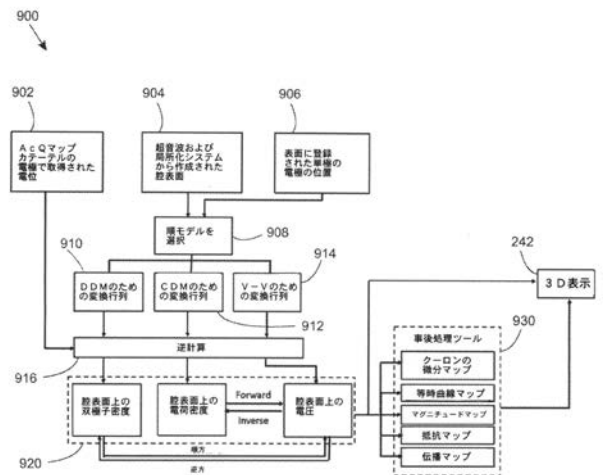 900
902
904
906
AcQマップ
カテーテルの
電極で取得された
電位
超音波および
局所化システム
から作成された
腔表面
表面に登録
された単極の
電極の位置
順モデルを
選択
908
910
914
DDMのため
の変換行列
CDMのため
の変換行列
V-Vのため
の変換行列
912
逆計算
916
242
3D表示
930
事後処理ツール
クーロンの
微分マップ
等時曲線マップ
マグニチュードマップ
抵抗マップ
伝播マップ
腔表面上の
双極子密度
腔表面上の
電荷密度
Forward
Inverse
腔表面上の
電圧
順方
逆方
920